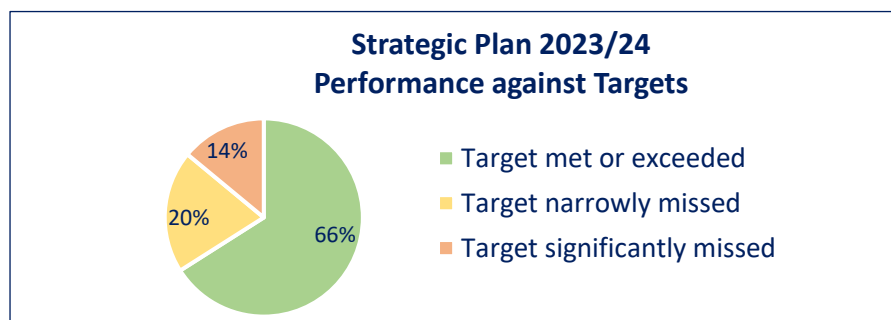 Strategic Plan 2023/24
Performance against Targets
14%
20%
66%
Target met or exceeded
Target narrowly missed
Target significantly missed